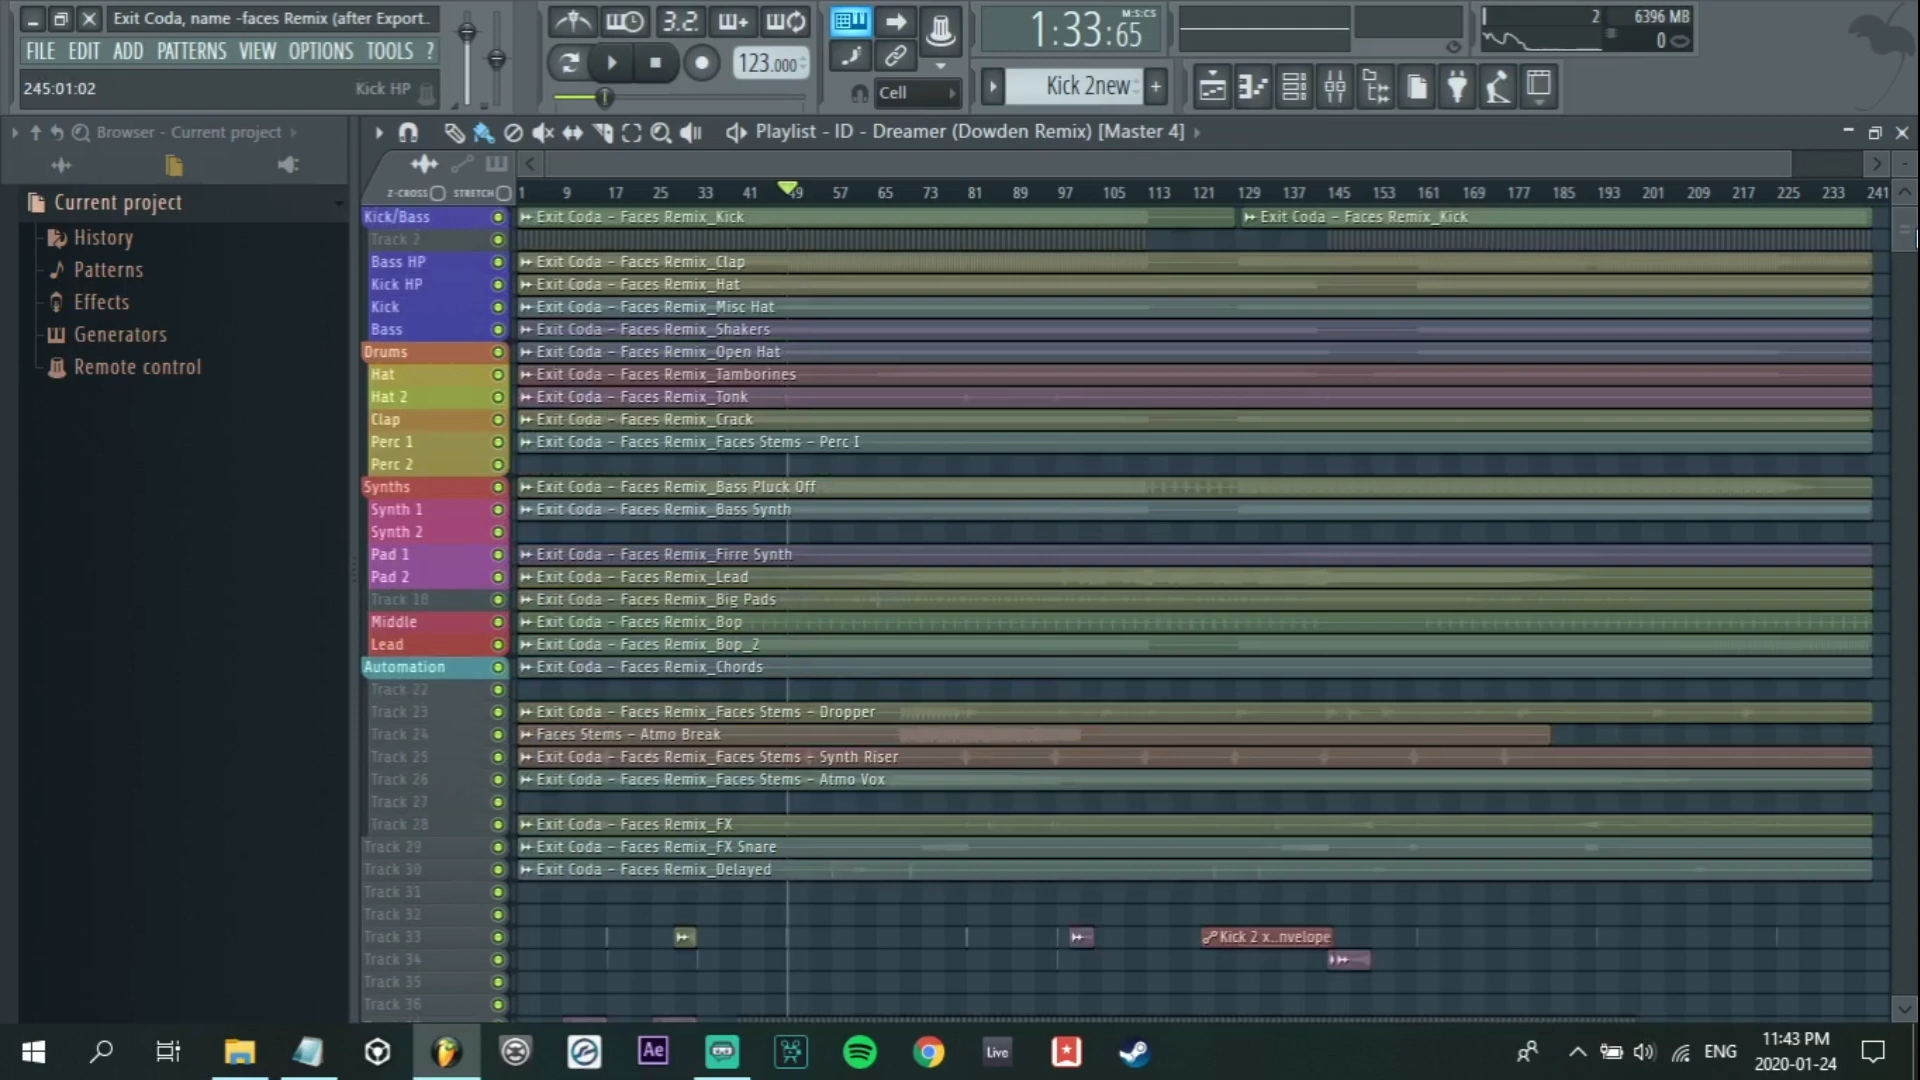 Exit Coda, name -faces Remix (after Export..
FILE EDIT ADD PATTERNS VIEW OPTIONS TOOLS ?
245:01:02 Kick HP
3.2
123.000
Cell
M:S:CS
1:33:65
Kick 2new
2 6396 MB
0
Browser - Current project
Current project
History
Patterns
Effects
Generators
Remote control
Playlist - ID - Dreamer (Dowden Remix) [Master 4]
Z-CROSS STRETCH
1 9 17 25 33 41 49 57 65 73 81 89 97 105 113 121 129 137 145 153 161 169 177 185 193 201 209 217 225 233 241
Kick/Bass Exit Coda - Faces Remix_Kick Exit Coda - Faces Remix_Kick
Track 2
Bass HP Exit Coda - Faces Remix_Clap
Kick HP Exit Coda - Faces Remix_Hat
Kick Exit Coda - Faces Remix_Misc Hat
Bass Exit Coda - Faces Remix_Shakers
Drums Exit Coda - Faces Remix_Open Hat
Hat Exit Coda - Faces Remix_Tamborines
Hat 2 Exit Coda - Faces Remix_Tonk
Clap Exit Coda - Faces Remix_Crack
Perc 1 Exit Coda - Faces Remix_Faces Stems - Perc I
Perc 2
Synths Exit Coda - Faces Remix_Bass Pluck Off
Synth 1 Exit Coda - Faces Remix_Bass Synth
Synth 2
Pad 1 Exit Coda - Faces Remix_Firre Synth
Pad 2 Exit Coda - Faces Remix_Lead
Track 18 Exit Coda - Faces Remix_Big Pads
Middle Exit Coda - Faces Remix_Bop
Lead Exit Coda - Faces Remix_Bop_2
Automation Exit Coda - Faces Remix_Chords
Track 22
Track 23 Exit Coda - Faces Remix_Faces Stems - Dropper
Track 24 Faces Stems - Atmo Break
Track 25 Exit Coda - Faces Remix_Faces Stems - Synth Riser
Track 26 Exit Coda - Faces Remix_Faces Stems - Atmo Vox
Track 27
Track 28 Exit Coda - Faces Remix_FX
Track 29 Exit Coda - Faces Remix_FX Snare
Track 30 Exit Coda - Faces Remix_Delayed
Track 31
Track 32
Track 33 Kick 2 x..nvelope
Track 34
Track 35
Track 36
Ae
Live
ENG
11:43 PM
2020-01-24